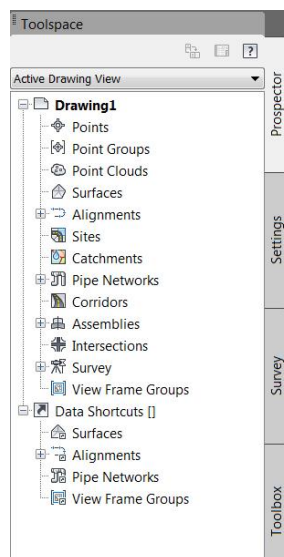 Toolspace
?
Active Drawing View
Drawing1
Points
Point Groups
Point Clouds
Surfaces
Alignments
Sites
Catchments
Pipe Networks
Corridors
Assemblies
Intersections
Survey
View Frame Groups
Data Shortcuts []
Surfaces
Alignments
Pipe Networks
View Frame Groups
Prospector
Settings
Survey
Toolbox